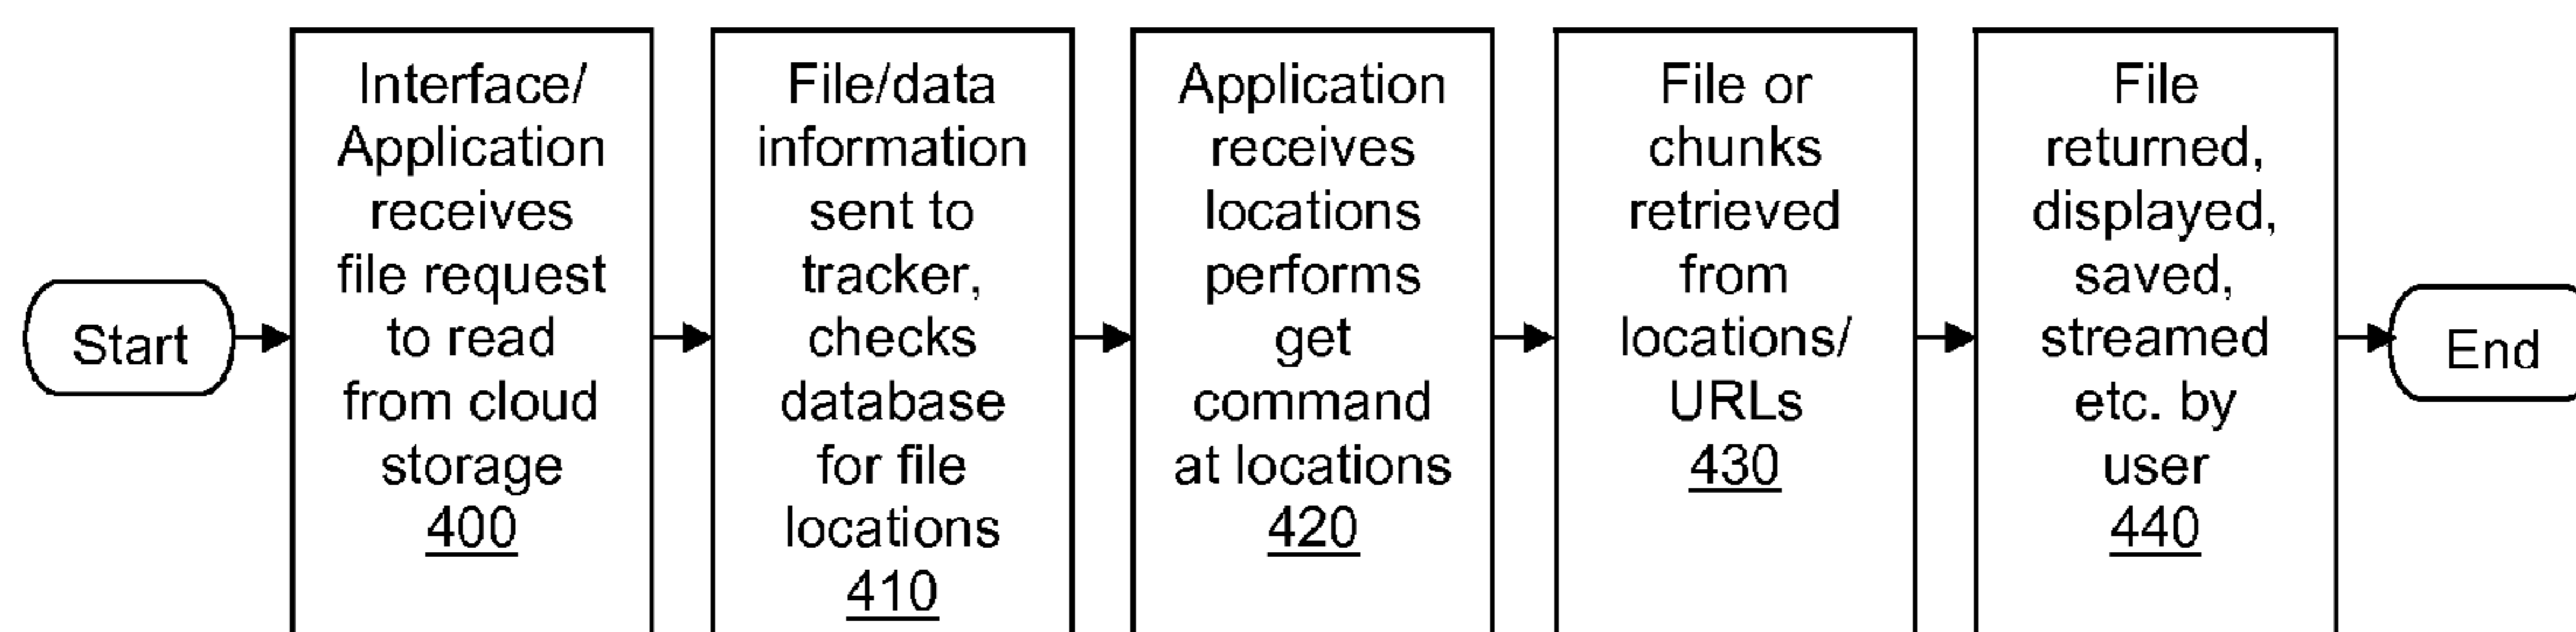 Start
Interface/
Application
receives
file request
to read
from cloud
storage
400
File/data
information
sent to
tracker,
checks
database
for file
locations
410
Application
receives
locations
performs
get
command
at locations
420
File or
chunks
retrieved
from
locations/
URLs
430
File
returned,
displayed,
saved,
streamed
etc. by
user
440
End